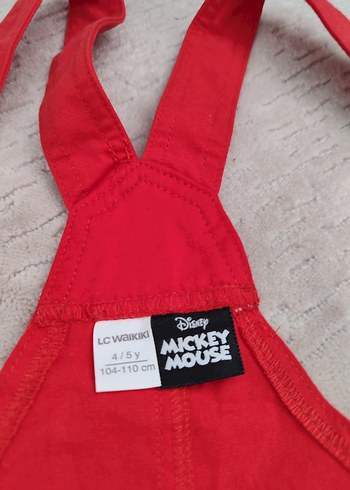 LC WAIKIKI
4 / 5 y
104-110 cm
Disney
MICKEY
MOUSE